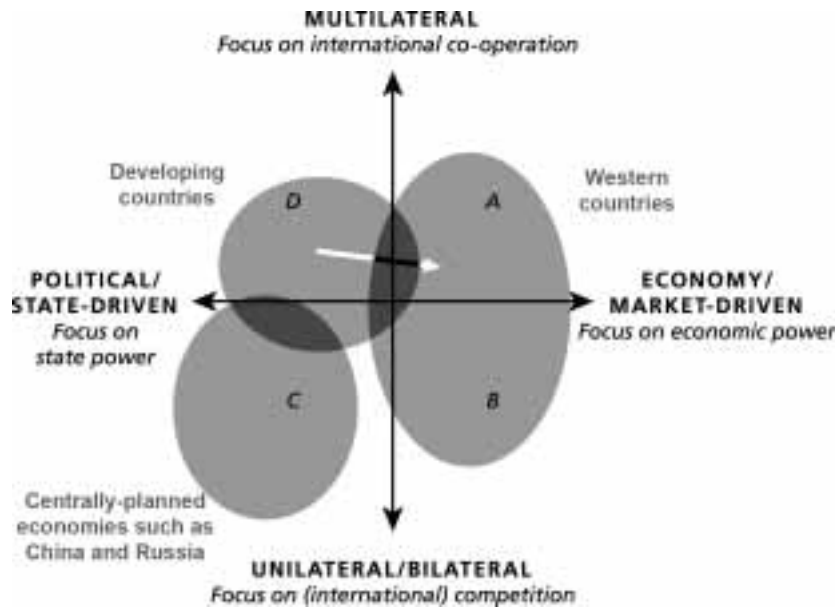 MULTILATERAL
Focus on international co-operation
Developing
countries
D
A
Western
countries
POLITICAL/
STATE-DRIVEN
Focus on
state power
ECONOMY/
MARKET-DRIVEN
Focus on economic power
C
B
Centrally-planned
economies such as
China and Russia
UNILATERAL/BILATERAL
Focus on (international) competition